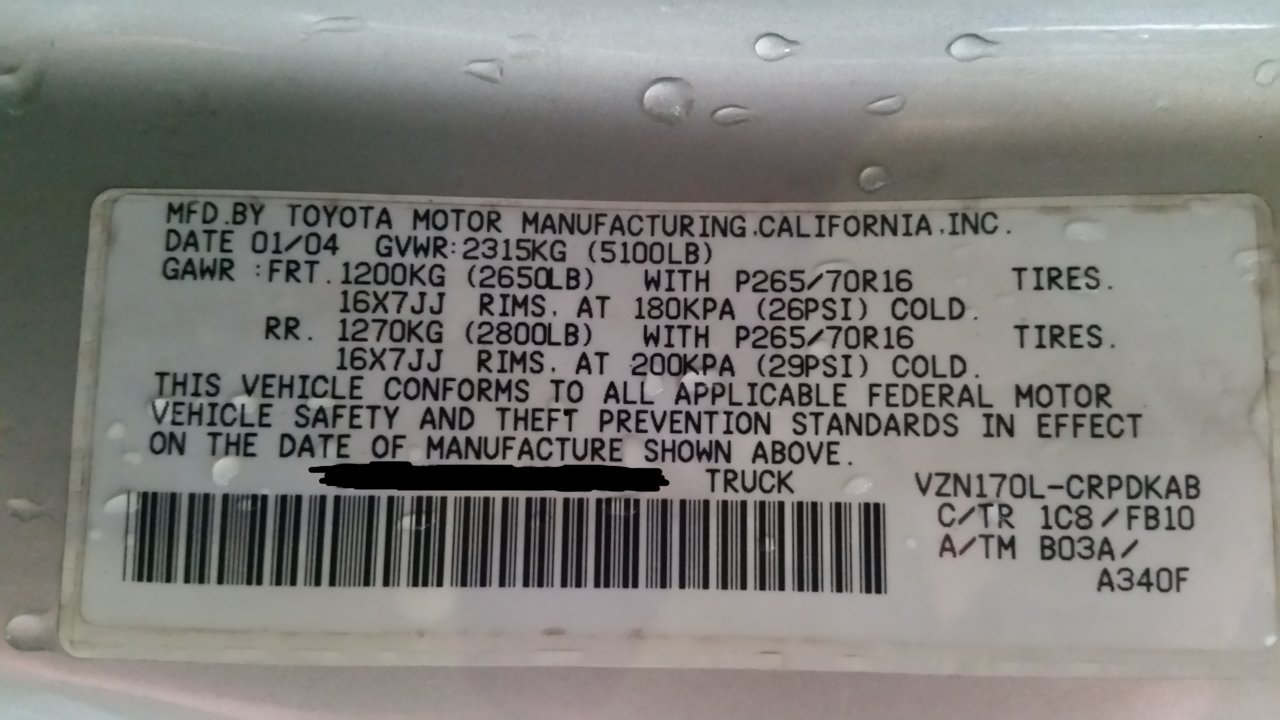 MFD.BY TOYOTA MOTOR MANUFACTURING.CALIFORNIA.INC.
DATE 01/04 GVWR:2315KG (5100LB)
GAWR :FRT.1200KG (2650LB) WITH P265/70R16 TIRES.
16X7JJ RIMS. AT 180KPA (26PSI) COLD.
RR. 1270KG (2800LB) WITH P265/70R16 TIRES.
16X7JJ RIMS. AT 200KPA (29PSI) COLD.
THIS VEHICLE CONFORMS TO ALL APPLICABLE FEDERAL MOTOR
VEHICLE SAFETY AND THEFT PREVENTION STANDARDS IN EFFECT
ON THE DATE OF MANUFACTURE SHOWN ABOVE.
TRUCK VZN170L-CRPDKAB
C/TR 1C8/FB10
A/TM B03A/
A340F